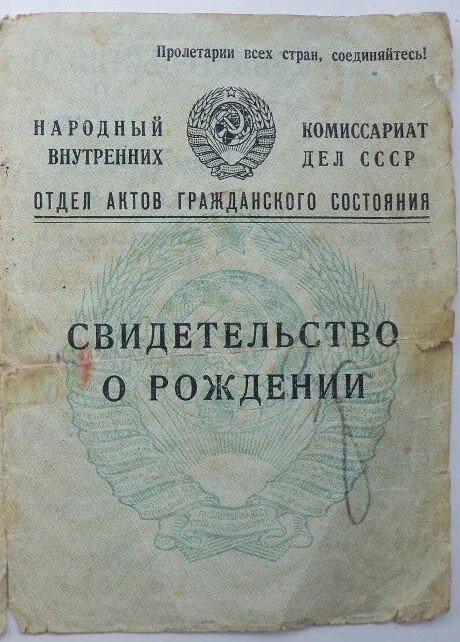 Пролетарии всех стран, соединяйтесь!
НАРОДНЫЙ КОМИССАРИАТ
ВНУТРЕННИХ ДЕЛ СССР
ОТДЕЛ АКТОВ ГРАЖДАНСКОГО СОСТОЯНИЯ
СВИДЕТЕЛЬСТВО
О РОЖДЕНИИ